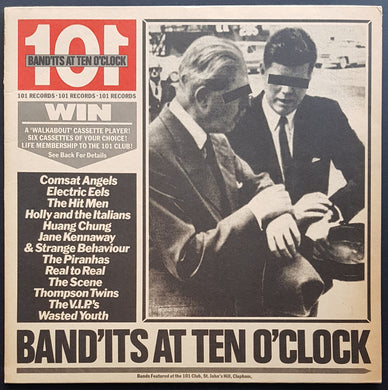 101
BAND'ITS AT TEN O'CLOCK
101 RECORDS · 101 RECORDS · 101 RECORDS
WIN
A 'WALKABOUT' CASSETTE PLAYER!
SIX CASSETTES OF YOUR CHOICE!
LIFE MEMBERSHIP TO THE 101 CLUB!
See Back For Details
Comsat Angels
Electric Eels
The Hit Men
Holly and the Italians
Huang Chung
Jane Kennaway
& Strange Behaviour
The Piranhas
Real to Real
The Scene
Thompson Twins
The V.I.P.'s
Wasted Youth
BAND'ITS AT TEN O'CLOCK
Bands Featured at the 101 Club, St. John's Hill, Clapham.